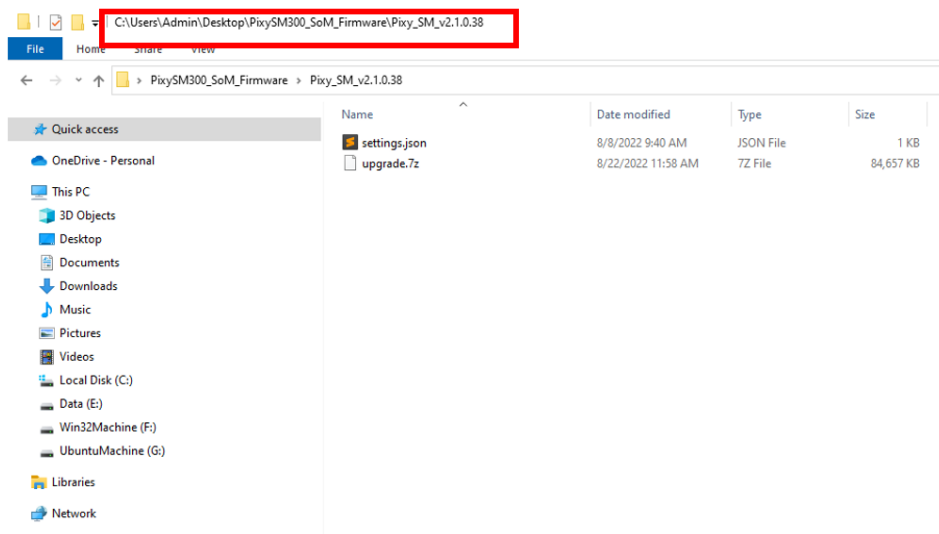 C:\Users\Admin\Desktop\PixySM300_SoM_Firmware\Pixy_SM_v2.1.0.38
File Home Share View
PixySM300_SoM_Firmware > Pixy_SM_v2.1.0.38
Name Date modified Type Size
settings.json 8/8/2022 9:40 AM JSON File 1 KB
upgrade.7z 8/22/2022 11:58 AM 7Z File 84,657 KB
Quick access
OneDrive - Personal
This PC
3D Objects
Desktop
Documents
Downloads
Music
Pictures
Videos
Local Disk (C:)
Data (E:)
Win32Machine (F:)
UbuntuMachine (G:)
Libraries
Network